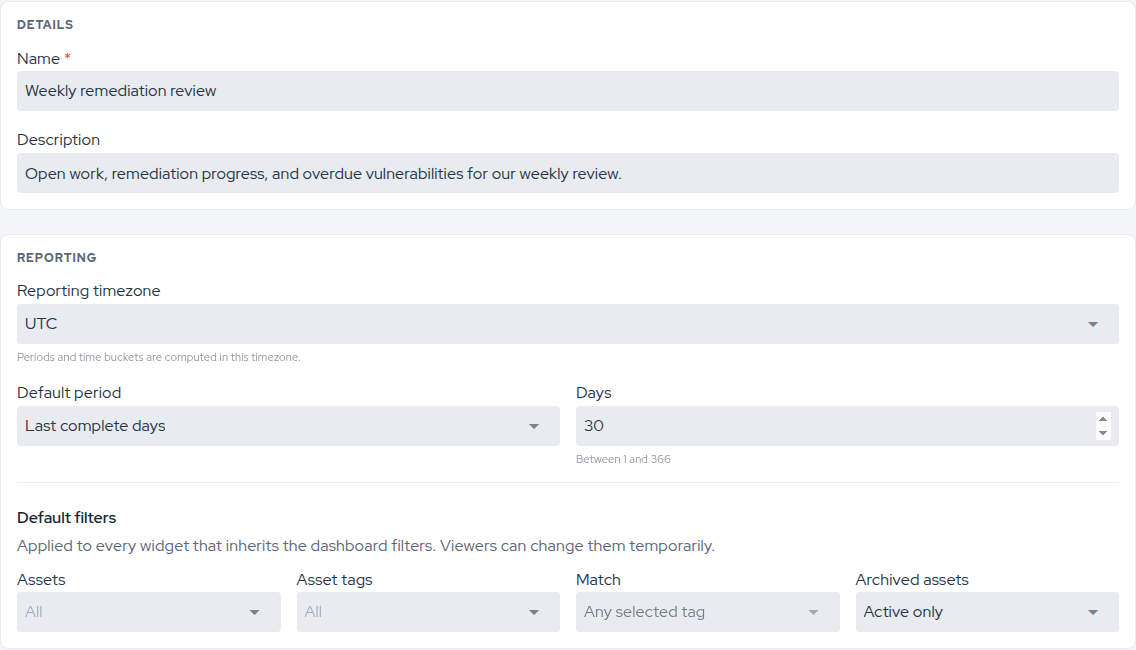 DETAILS
Name *
Weekly remediation review
Description
Open work, remediation progress, and overdue vulnerabilities for our weekly review.
REPORTING
Reporting timezone
UTC
Periods and time buckets are computed in this timezone.
Default period
Days
Last complete days
30
Between 1 and 366
Default filters
Applied to every widget that inherits the dashboard filters. Viewers can change them temporarily.
Assets
Asset tags
Match
Archived assets
All
All
Any selected tag
Active only